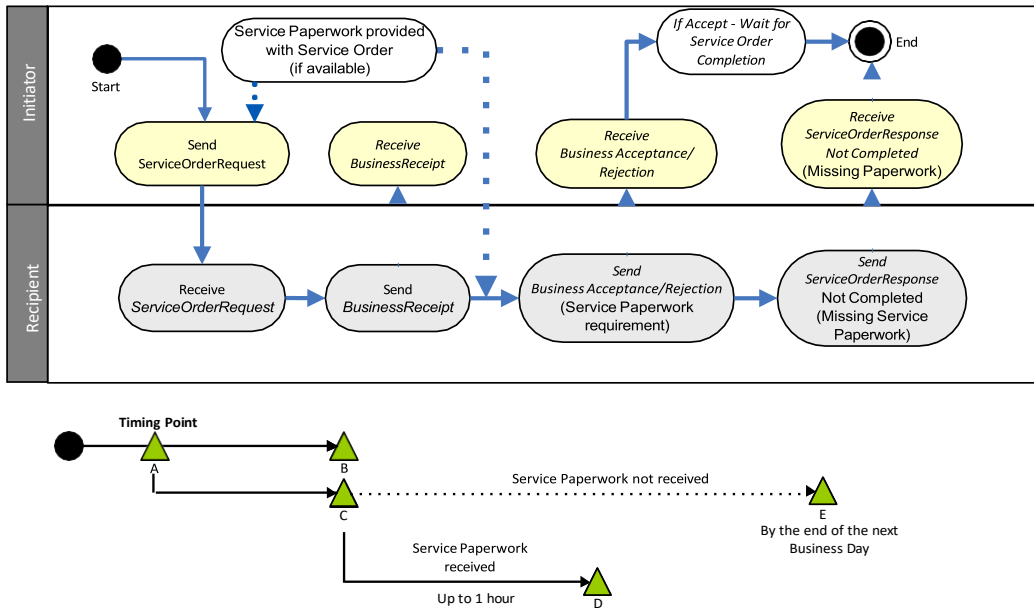 Initiator
Start
Service Paperwork provided
with Service Order
(if available)
If Accept - Wait for
Service Order
Completion
End
Send
ServiceOrderRequest
Receive
BusinessReceipt
Receive
Business Acceptance/
Rejection
Receive
ServiceOrderResponse
Not Completed
(Missing Paperwork)
Recipient
Receive
ServiceOrderRequest
Send
BusinessReceipt
Send
Business Acceptance/Rejection
(Service Paperwork
requirement)
Send
ServiceOrderResponse
Not Completed
(Missing Service
Paperwork)
Timing Point
A
B
C
Service Paperwork not received
E
By the end of the next
Business Day
Service Paperwork
received
Up to 1 hour
D